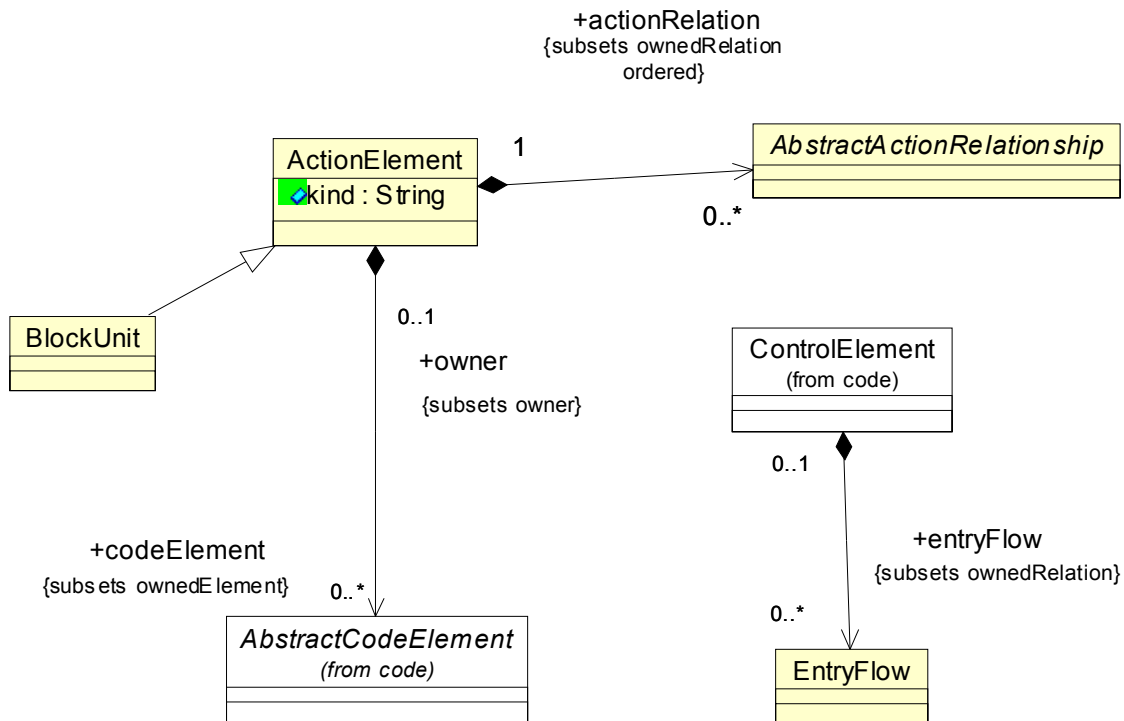 +actionRelation
{subsets ownedRelation
ordered}
ActionElement
kind : String
1
AbstractActionRelationship
0..*
BlockUnit
0..1
+owner
{subsets owner}
ControlElement
(from code)
0..1
+codeElement
{subsets ownedElement}
0..*
+entryFlow
{subsets ownedRelation}
0..*
AbstractCodeElement
(from code)
EntryFlow